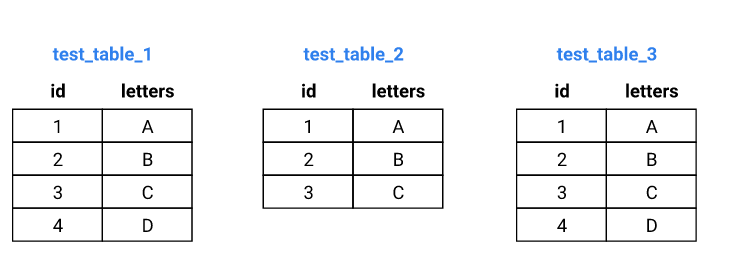 test_table_1
id letters
1 A
2 B
3 C
4 D
test_table_2
id letters
1 A
2 B
3 C
test_table_3
id letters
1 A
2 B
3 C
4 D